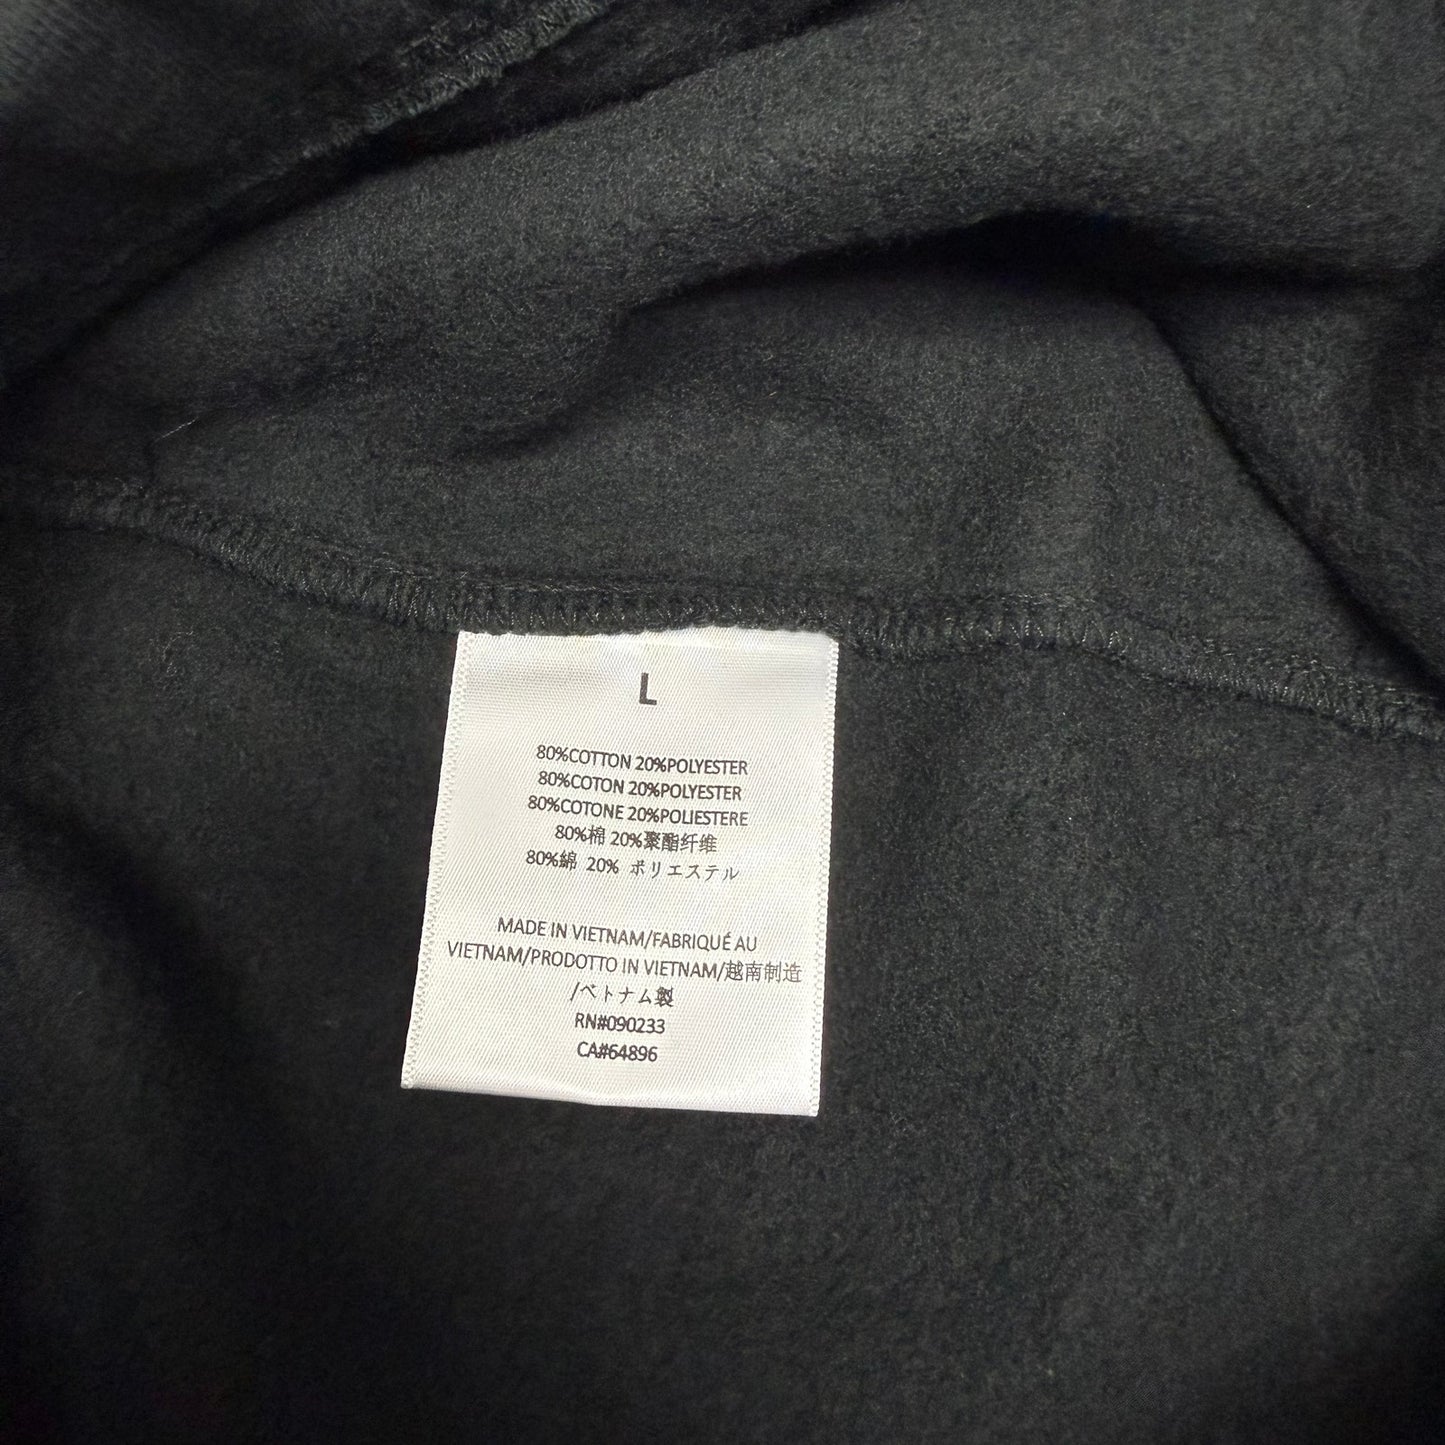 L
80%COTTON 20%POLYESTER
80%COTON 20%POLYESTER
80%COTONE 20%POLIESTERE
80%棉 20%聚酯纤维
80%綿 20% ポリエステル
MADE IN VIETNAM/FABRIQUÉ AU
VIETNAM/PRODOTTO IN VIETNAM/越南制造
/ベトナム製
RN#090233
CA#64896